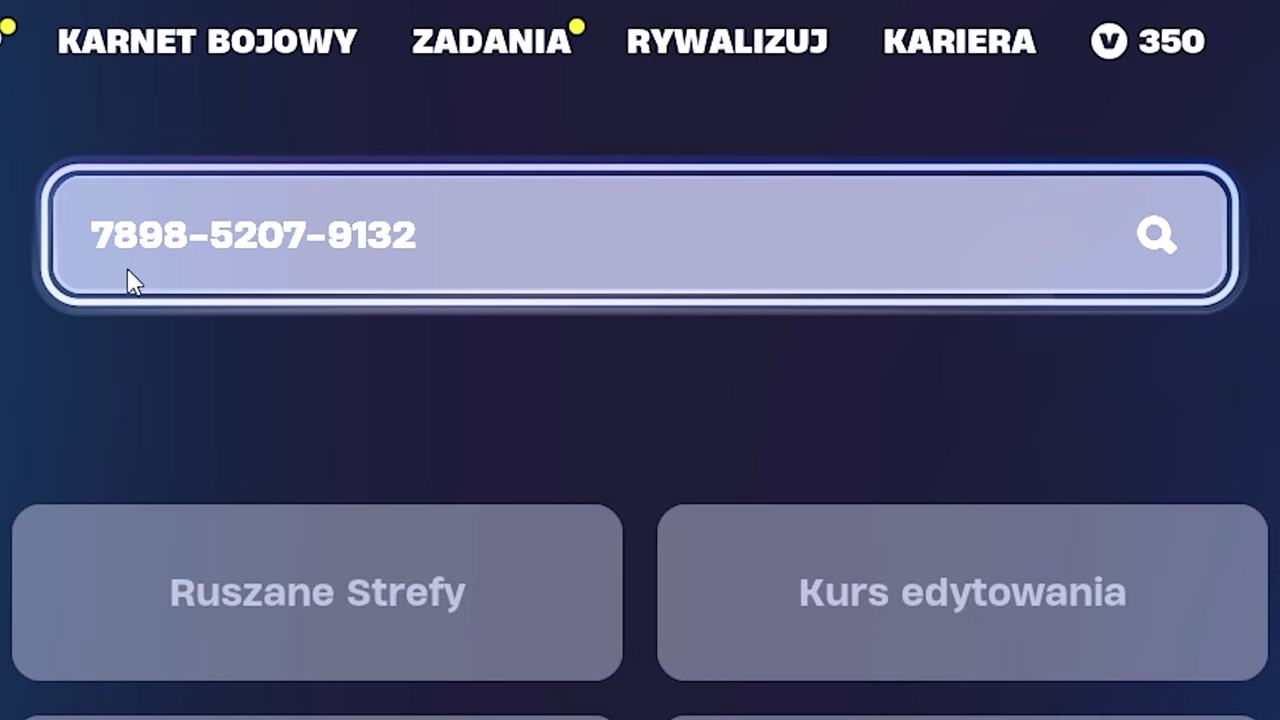 KARNET BOJOWY ZADANIA RYWALIZUJ KARIERA V 350
7898-5207-9132
Ruszane Strefy Kurs edytowania